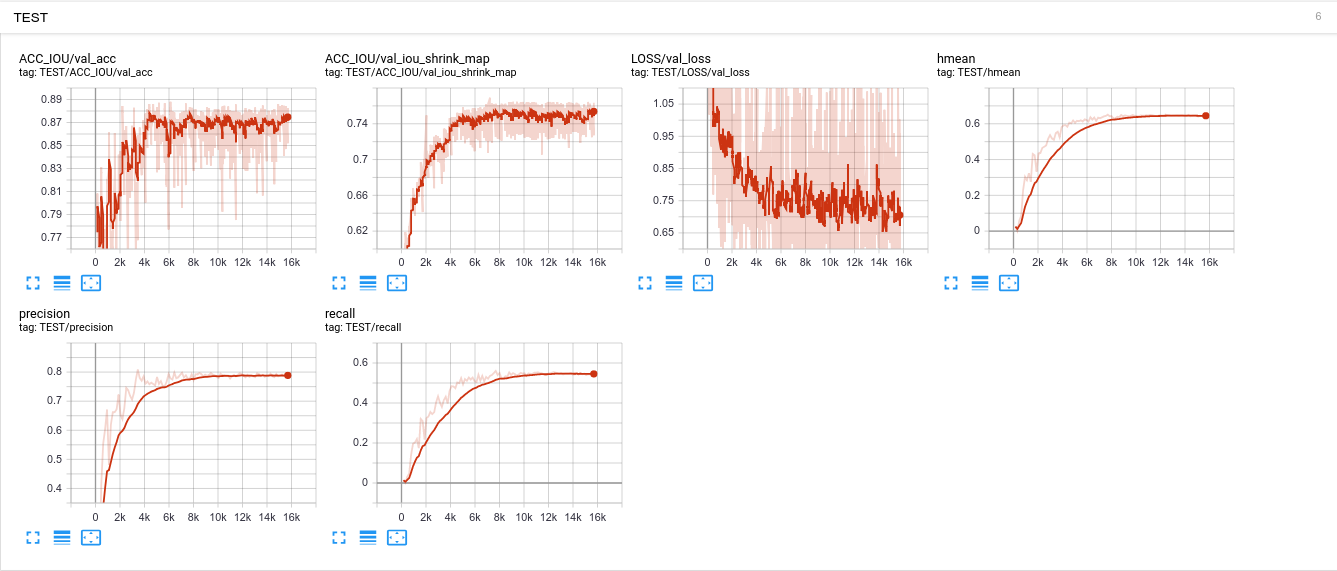 TEST
6
ACC_IOU/val_acc
tag: TEST/ACC_IOU/val_acc
0.89
0.87
0.85
0.83
0.81
0.79
0.77
0 2k 4k 6k 8k 10k 12k 14k 16k
ACC_IOU/val_iou_shrink_map
tag: TEST/ACC_IOU/val_iou_shrink_map
0.74
0.7
0.66
0.62
0 2k 4k 6k 8k 10k 12k 14k 16k
LOSS/val_loss
tag: TEST/LOSS/val_loss
1.05
0.95
0.85
0.75
0.65
0 2k 4k 6k 8k 10k 12k 14k 16k
hmean
tag: TEST/hmean
0.6
0.4
0.2
0
0 2k 4k 6k 8k 10k 12k 14k 16k
precision
tag: TEST/precision
0.8
0.7
0.6
0.5
0.4
0 2k 4k 6k 8k 10k 12k 14k 16k
recall
tag: TEST/recall
0.6
0.4
0.2
0
0 2k 4k 6k 8k 10k 12k 14k 16k